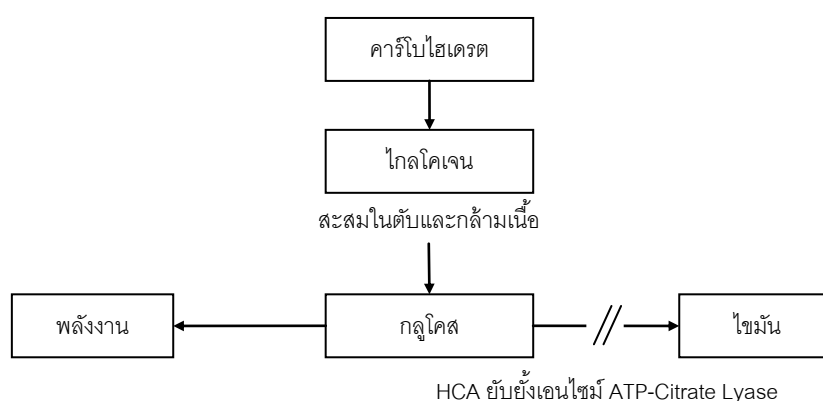 คาร์โบไฮเดรต
ไกลโคเจน
สะสมในตับและกล้ามเนื้อ
พลังงาน
กลูโคส
ไขมัน
HCA ยับยั้งเอนไซม์ ATP-Citrate Lyase